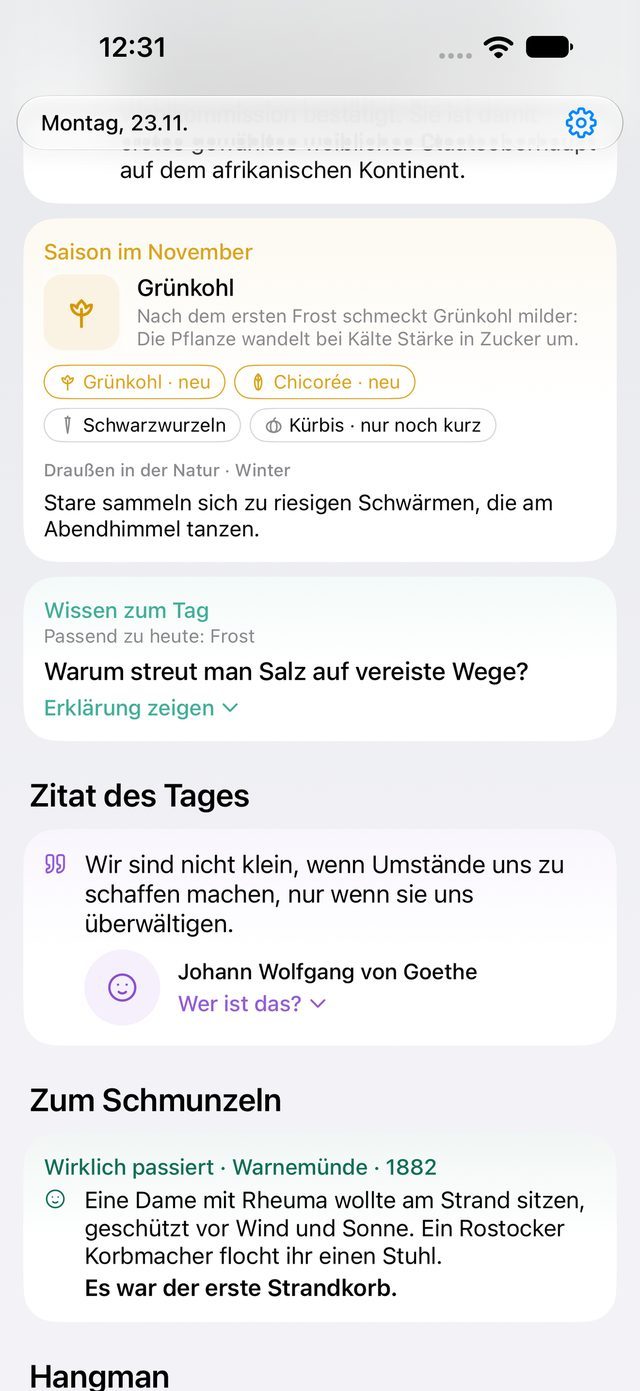 12:31
Montag, 23.11.
auf dem afrikanischen Kontinent.
Saison im November
Grünkohl
Nach dem ersten Frost schmeckt Grünkohl milder:
Die Pflanze wandelt bei Kälte Stärke in Zucker um.
Grünkohl · neu
Chicorée · neu
Schwarzwurzeln
Kürbis · nur noch kurz
Draußen in der Natur · Winter
Stare sammeln sich zu riesigen Schwärmen, die am
Abendhimmel tanzen.
Wissen zum Tag
Passend zu heute: Frost
Warum streut man Salz auf vereiste Wege?
Erklärung zeigen
Zitat des Tages
Wir sind nicht klein, wenn Umstände uns zu
schaffen machen, nur wenn sie uns
überwältigen.
Johann Wolfgang von Goethe
Wer ist das?
Zum Schmunzeln
Wirklich passiert · Warnemünde · 1882
Eine Dame mit Rheuma wollte am Strand sitzen,
geschützt vor Wind und Sonne. Ein Rostocker
Korbmacher flocht ihr einen Stuhl.
Es war der erste Strandkorb.
Hangman